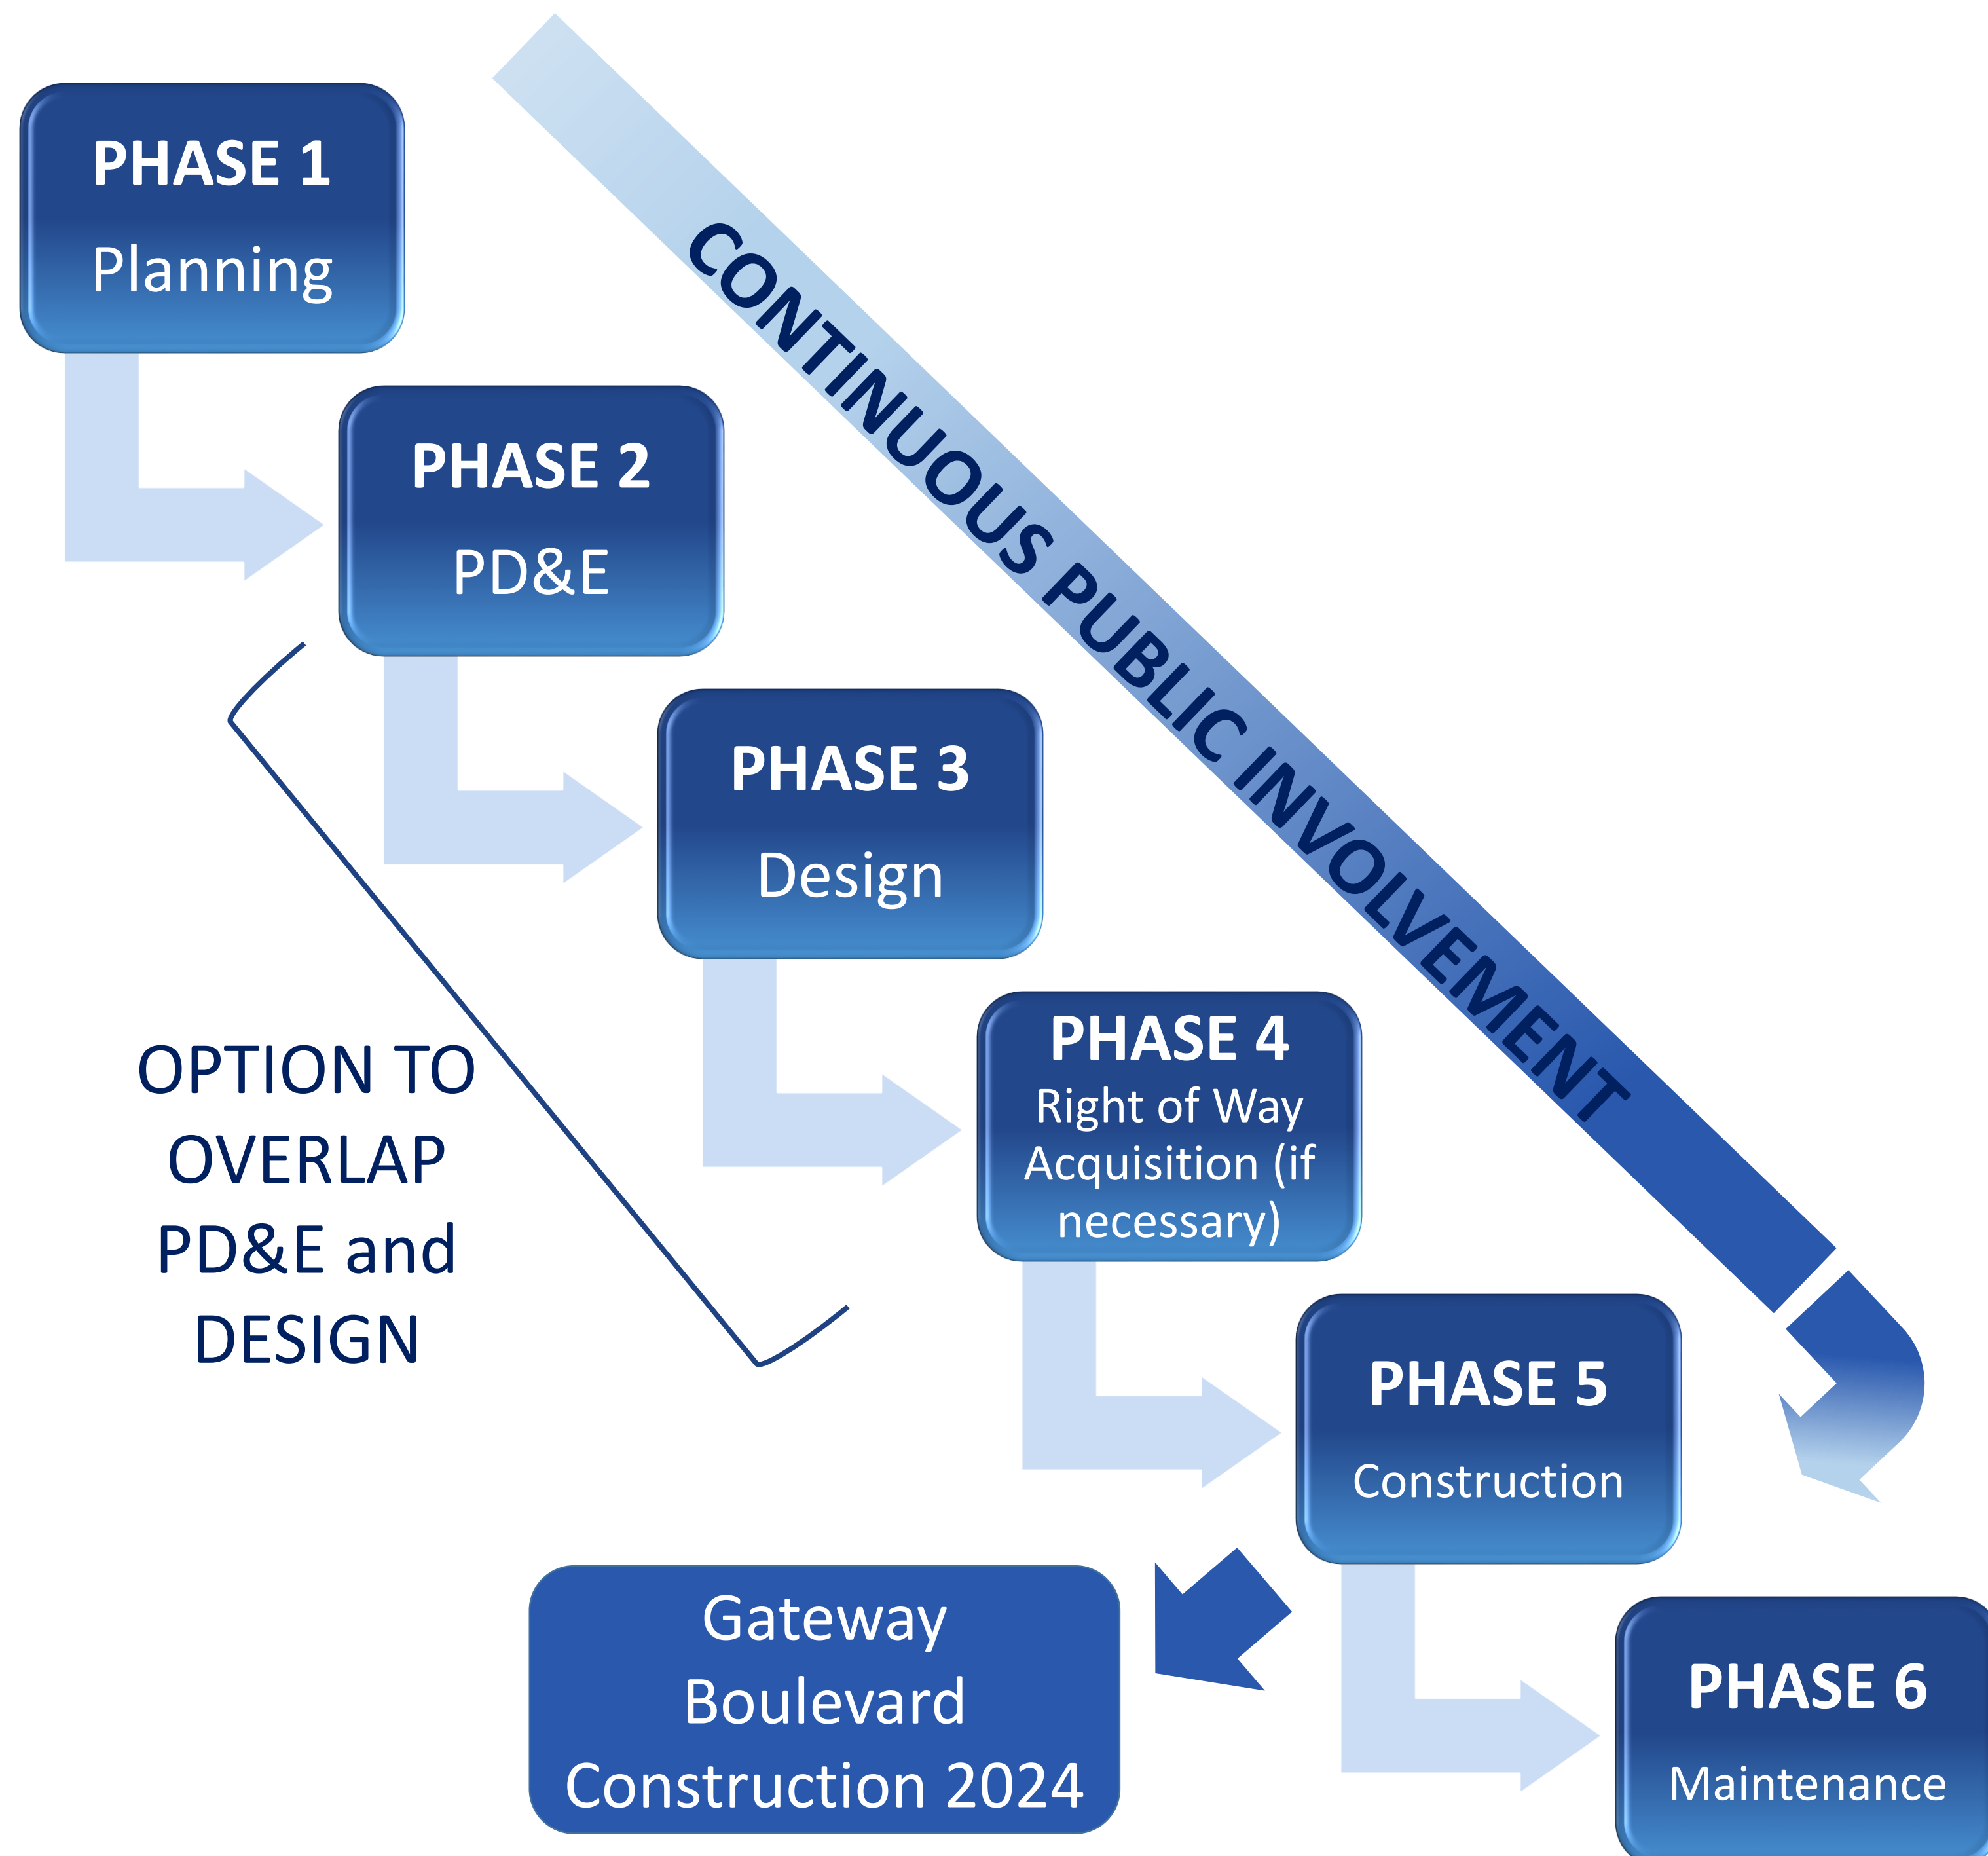 PHASE 1
Planning
CONTINUOUS PUBLIC INVOLVEMENT
PHASE 2
PD&E
PHASE 3
Design
OPTION TO
OVERLAP
PD&E and
DESIGN
PHASE 4
Right of Way
Acquisition (if
necessary)
PHASE 5
Construction
Gateway
Boulevard
Construction 2024
PHASE 6
Maintenance